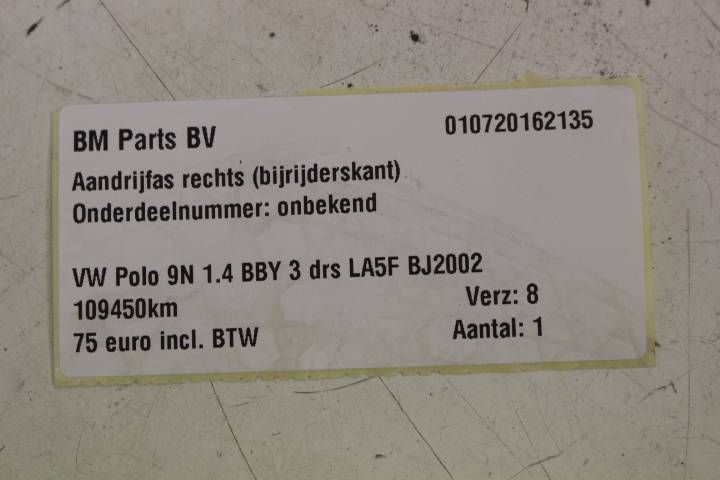 BM Parts BV 010720162135
Aandrijfas rechts (bijrijderskant)
Onderdeelnummer: onbekend
VW Polo 9N 1.4 BBY 3 drs LA5F BJ2002
109450km Verz: 8
75 euro incl. BTW Aantal: 1